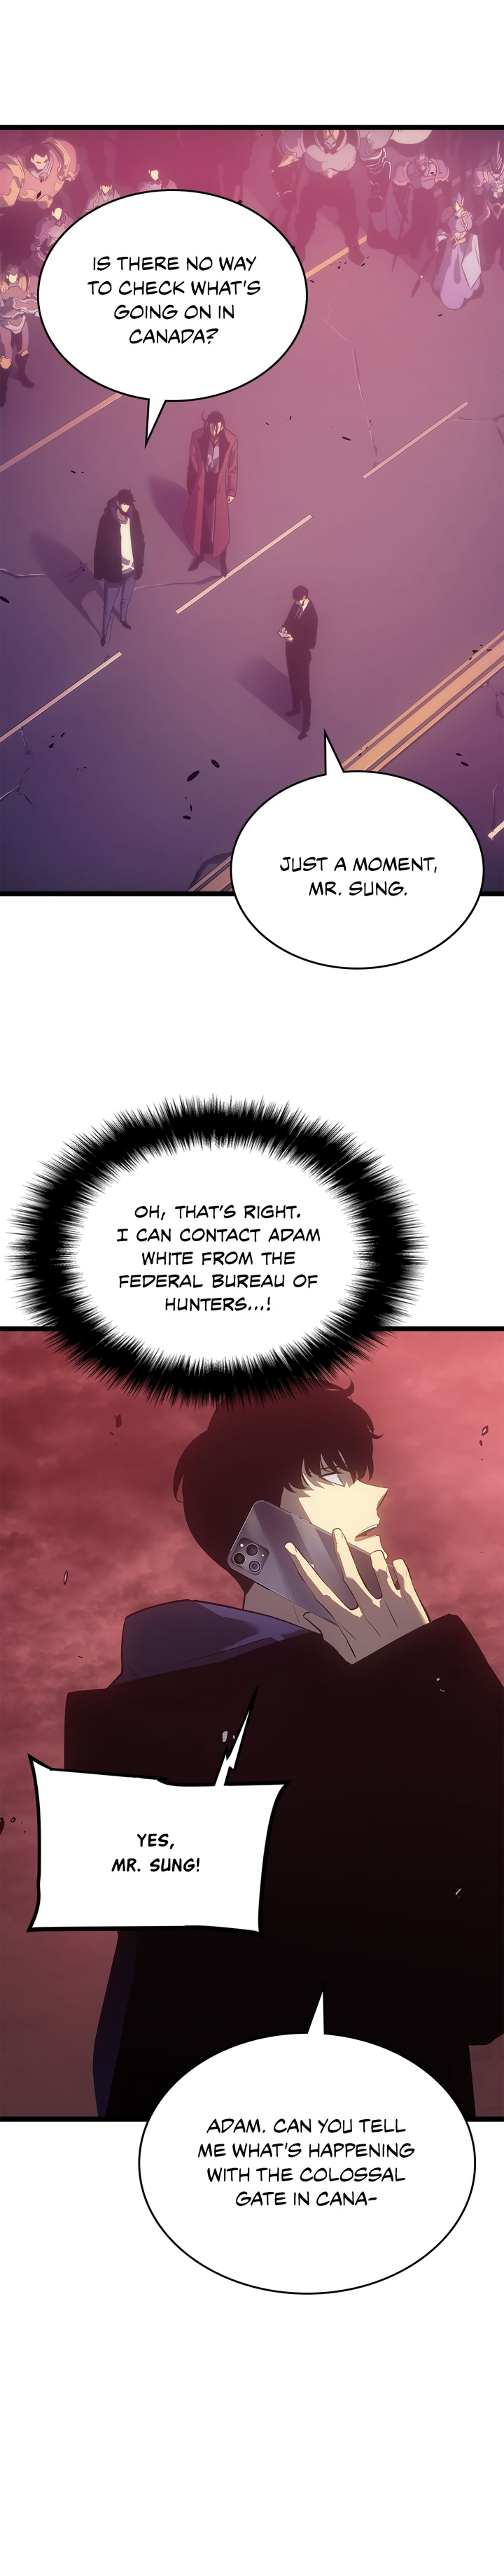 IS THERE NO WAY
TO CHECK WHAT'S
GOING ON IN
CANADA?
JUST A MOMENT,
MR. SUNG.
OH, THAT'S RIGHT.
I CAN CONTACT ADAM
WHITE FROM THE
FEDERAL BUREAU OF
HUNTERS...!
YES,
MR. SUNG!
ADAM. CAN YOU TELL
ME WHAT'S HAPPENING
WITH THE COLOSSAL
GATE IN CANA-